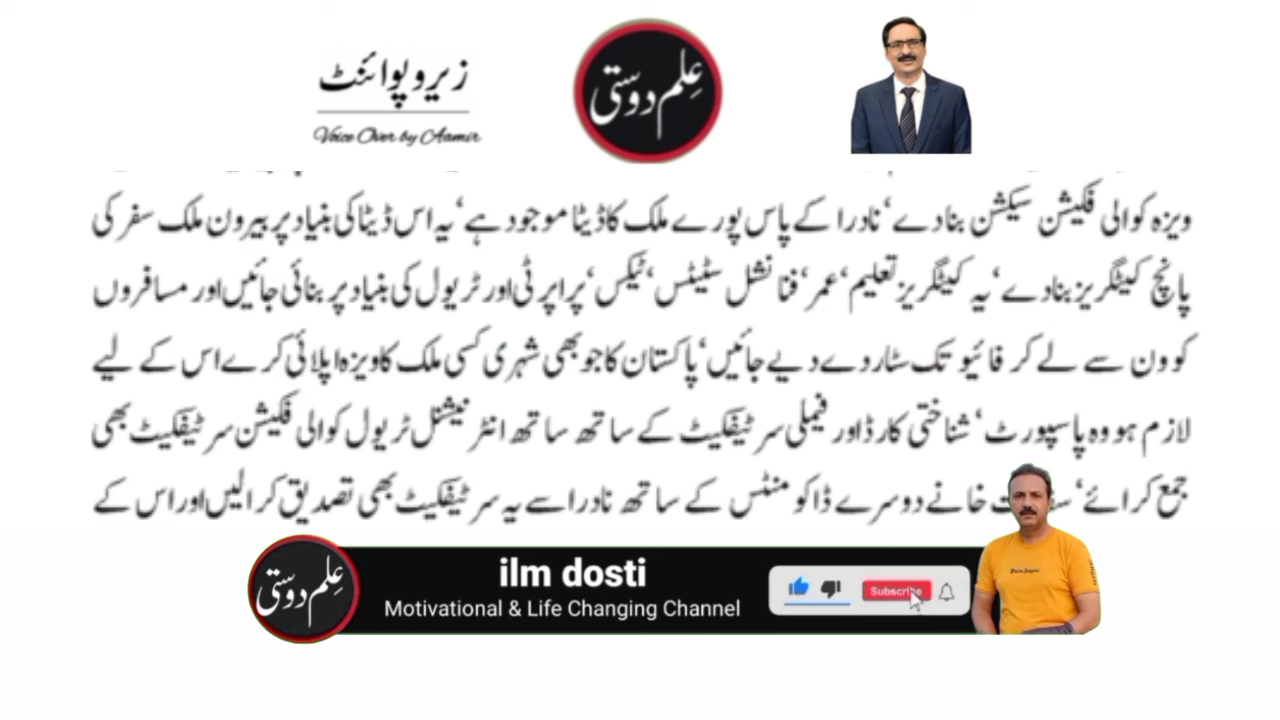 زیرو پوائنٹ
Voice Over by Aamir
عِلم دوستی
ویزہ کوالی فکیشن سیکشن بنا دے‘ نادرا کے پاس پورے ملک کا ڈیٹا موجود ہے‘ یہ اس ڈیٹا کی بنیاد پر بیرون ملک سفر کی
پانچ کیٹگریز بنا دے‘ یہ کیٹگریز تعلیم‘ عمر‘ فنانشل سٹیٹس‘ ٹیکس‘ پراپرٹی اور ٹریول کی بنیاد پر بنائی جائیں اور مسافروں
کو ون سے لے کر فائیو تک سٹار دے دیے جائیں‘ پاکستان کا جو بھی شہری کسی ملک کا ویزہ اپلائی کرے اس کے لیے
لازم ہو وہ پاسپورٹ‘ شناختی کارڈ اور فیملی سرٹیفکیٹ کے ساتھ ساتھ انٹرنیشنل ٹریول کوالی فکیشن سرٹیفکیٹ بھی
جمع کرائے‘ خانے دوسرے ڈاکومنٹس کے ساتھ نادرا سے یہ سرٹیفکیٹ بھی تصدیق کرا لیں اور اس کے
عِلم دوستی
ilm dosti
Motivational & Life Changing Channel
Subscribe